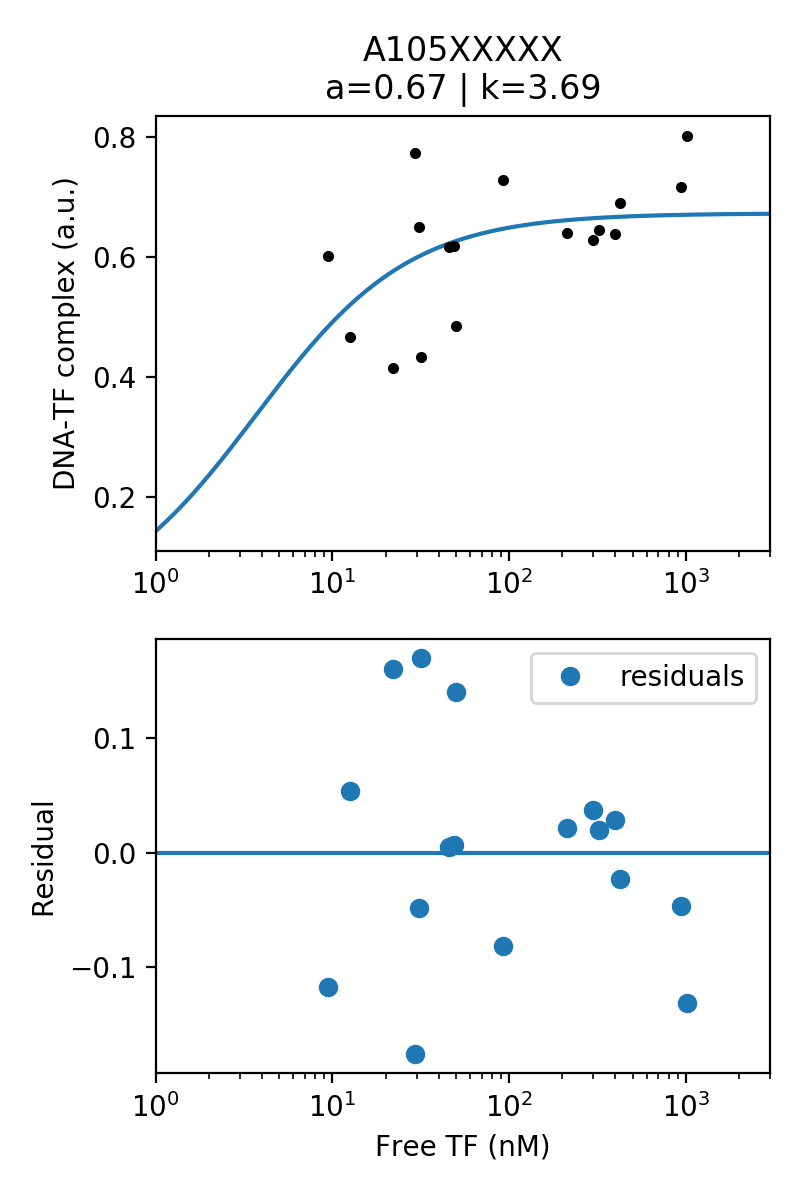 A105XXXXX
a=0.67 | k=3.69
DNA-TF complex (a.u.)
0.8
0.6
0.4
0.2
10⁰ 10¹ 10² 10³
residuals
Residual
0.1
0.0
−0.1
10⁰ 10¹ 10² 10³
Free TF (nM)